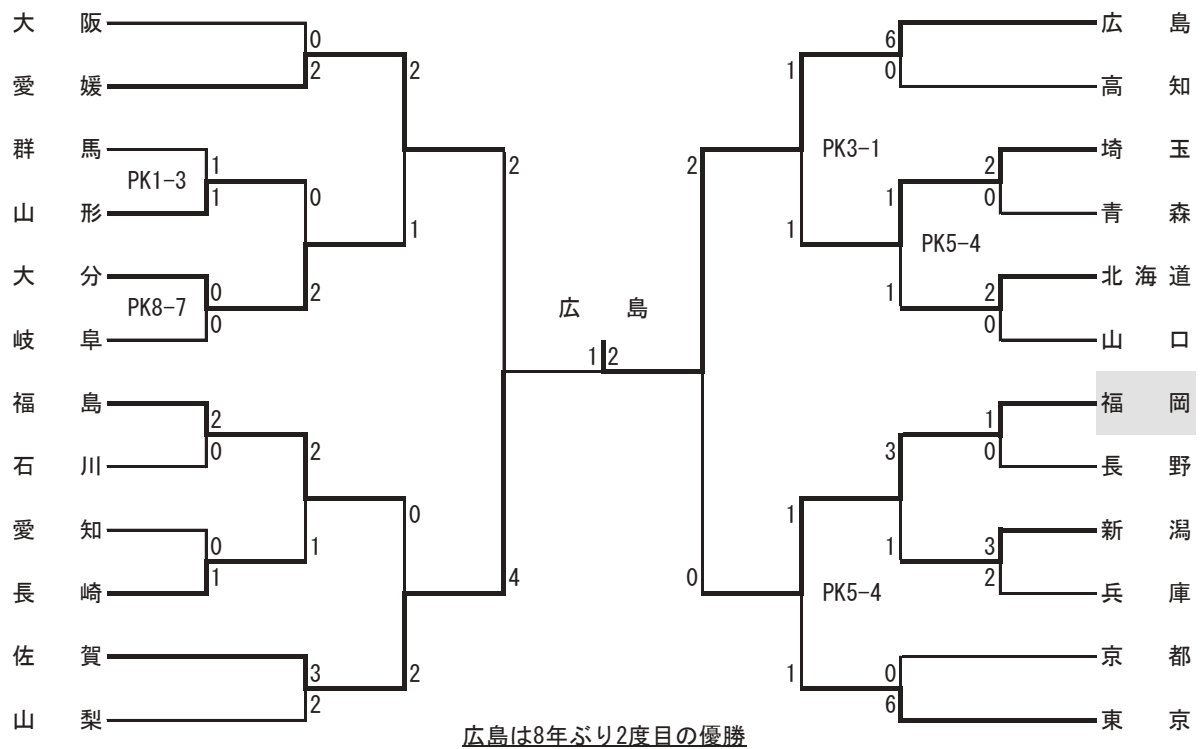 大阪
0
愛媛
2
2
群馬
1
PK1-3
山形
1
0
2
1
大分
0
PK8-7
岐阜
0
2
福島
2
石川
0
2
愛知
0
長崎
1
1
0
4
佐賀
3
山梨
2
2
広島
1 2
広島
6
高知
0
1
PK3-1
埼玉
2
青森
0
1
2
1
PK5-4
北海道
2
山口
0
1
福岡
1
長野
0
3
新潟
3
兵庫
2
1
1
0
PK5-4
京都
0
東京
6
1
広島は8年ぶり2度目の優勝